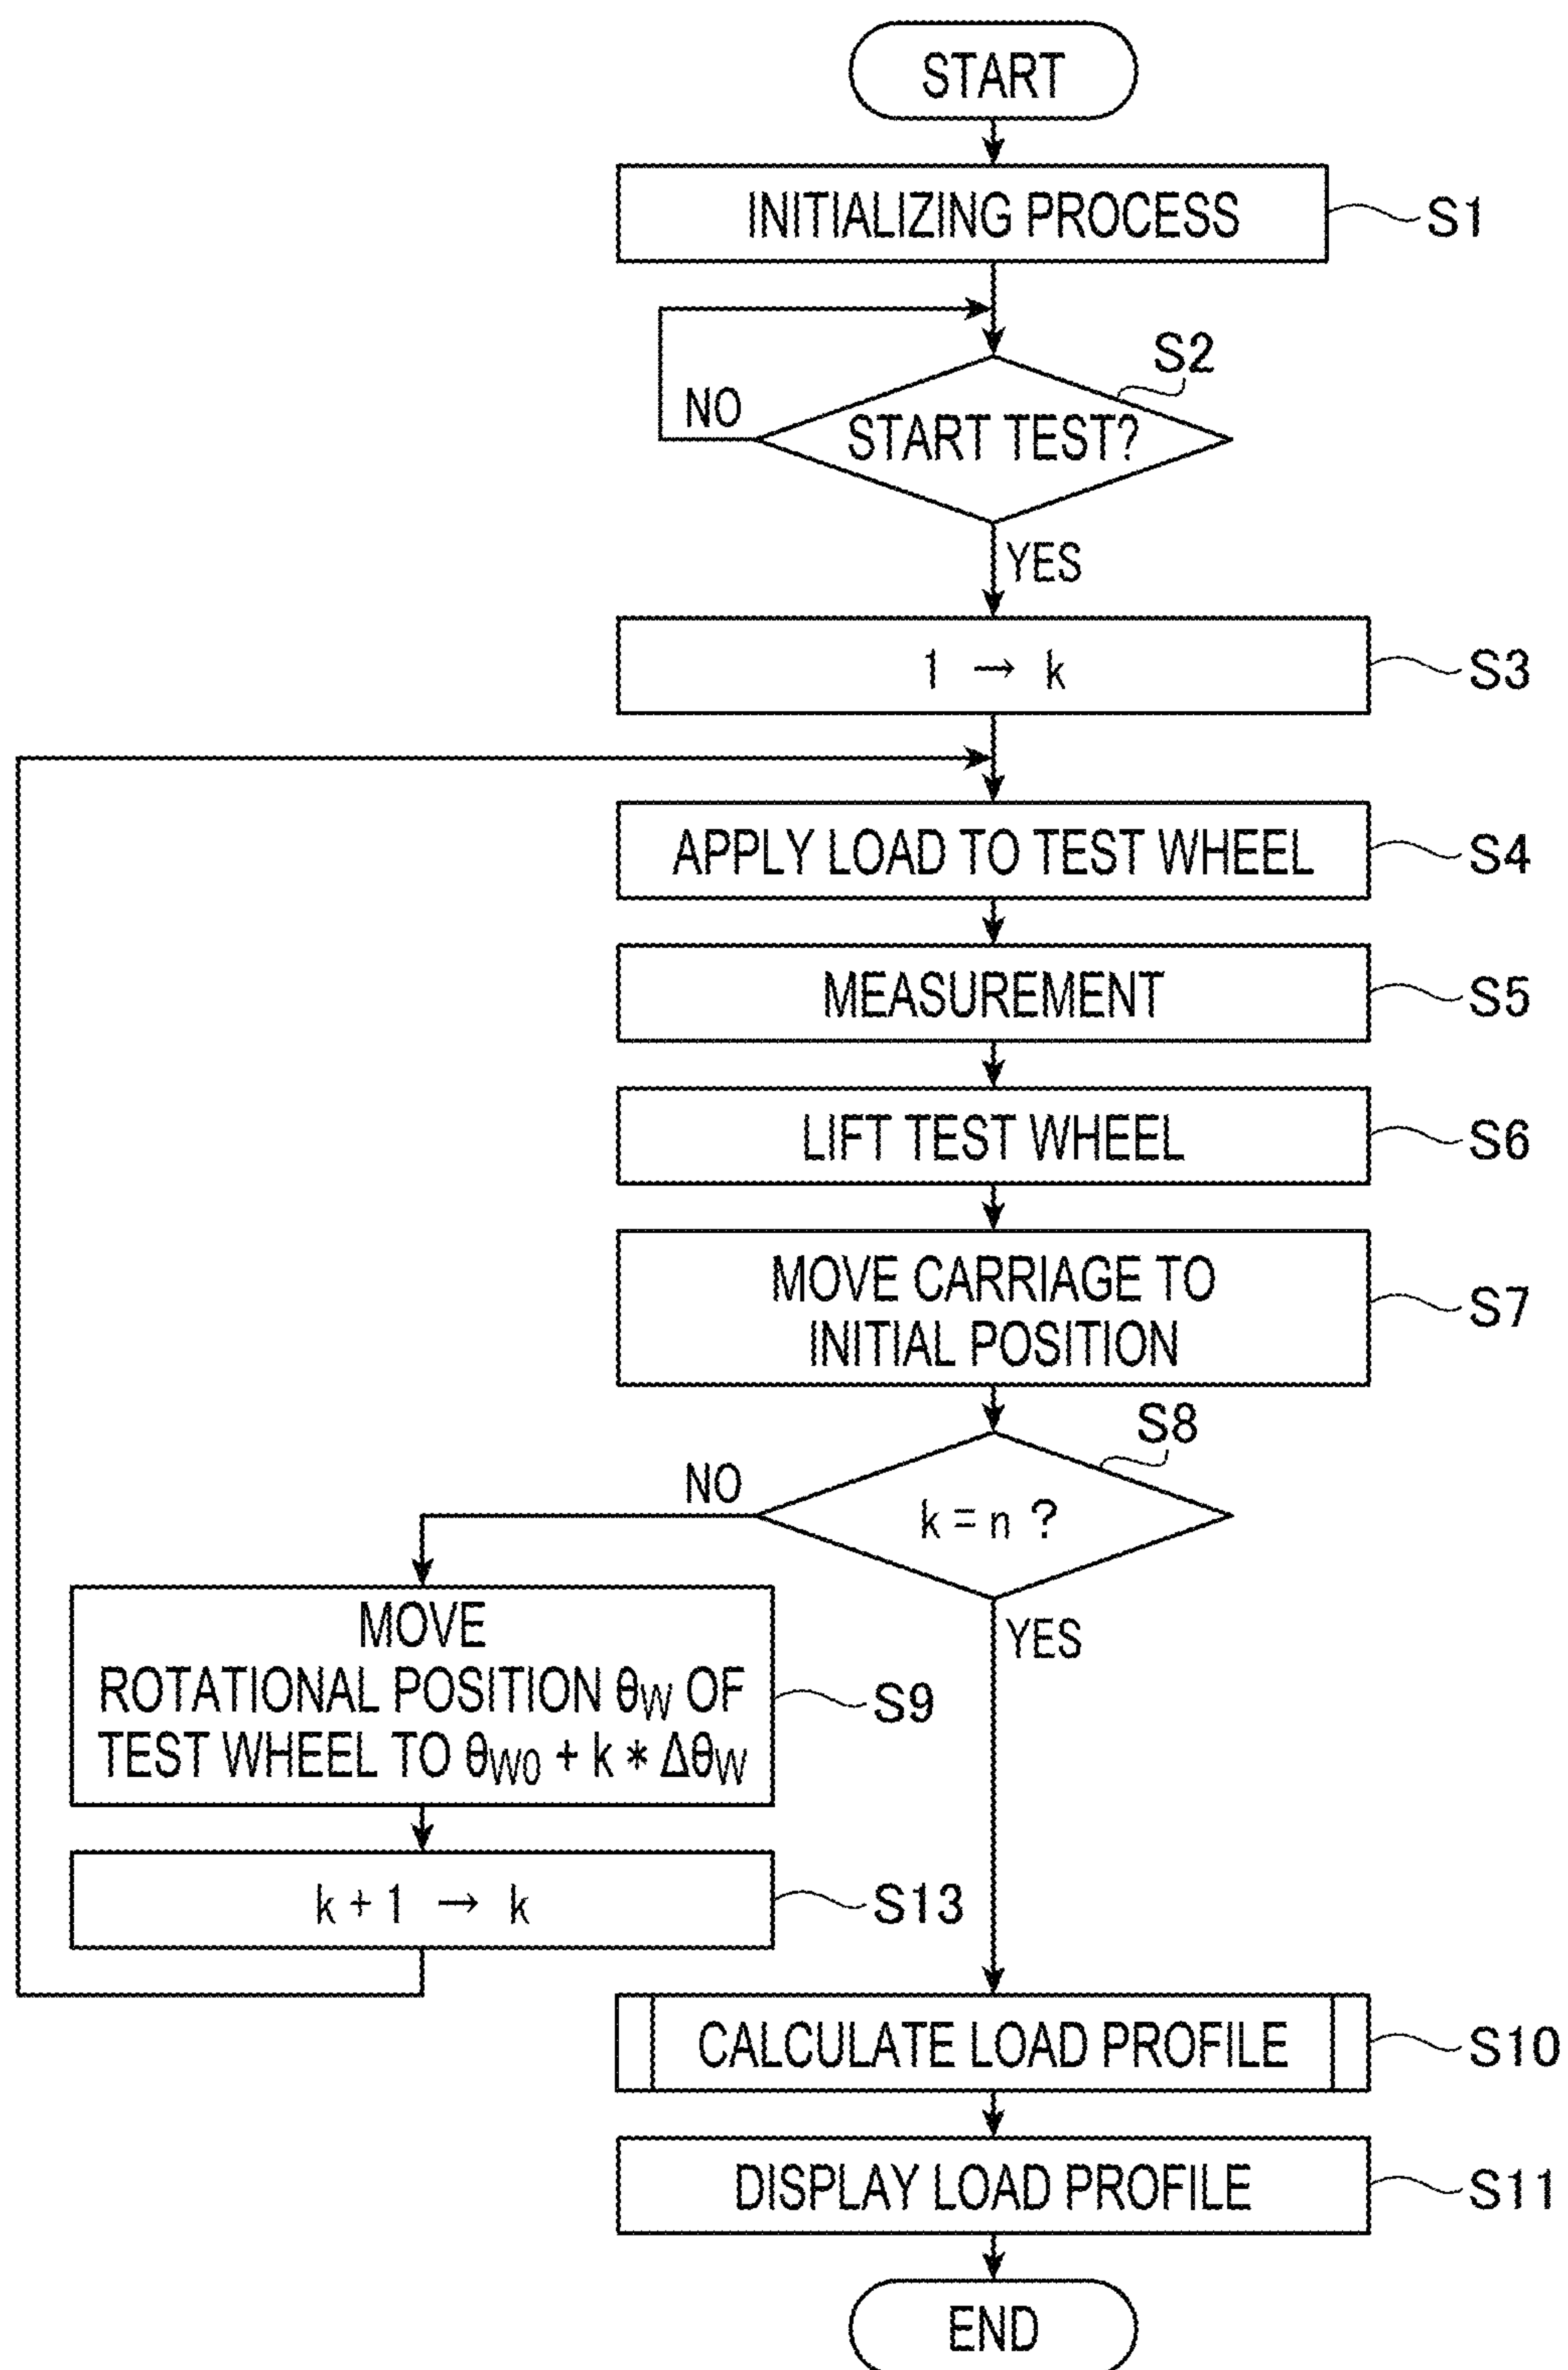 START
INITIALIZING PROCESS
S1
S2
NO
START TEST?
YES
1 → k
S3
APPLY LOAD TO TEST WHEEL
S4
MEASUREMENT
S5
LIFT TEST WHEEL
S6
MOVE CARRIAGE TO
INITIAL POSITION
S7
S8
NO
k = n ?
YES
MOVE
ROTATIONAL POSITION θW OF
TEST WHEEL TO θW0 + k * ΔθW
S9
k + 1 → k
S13
CALCULATE LOAD PROFILE
S10
DISPLAY LOAD PROFILE
S11
END